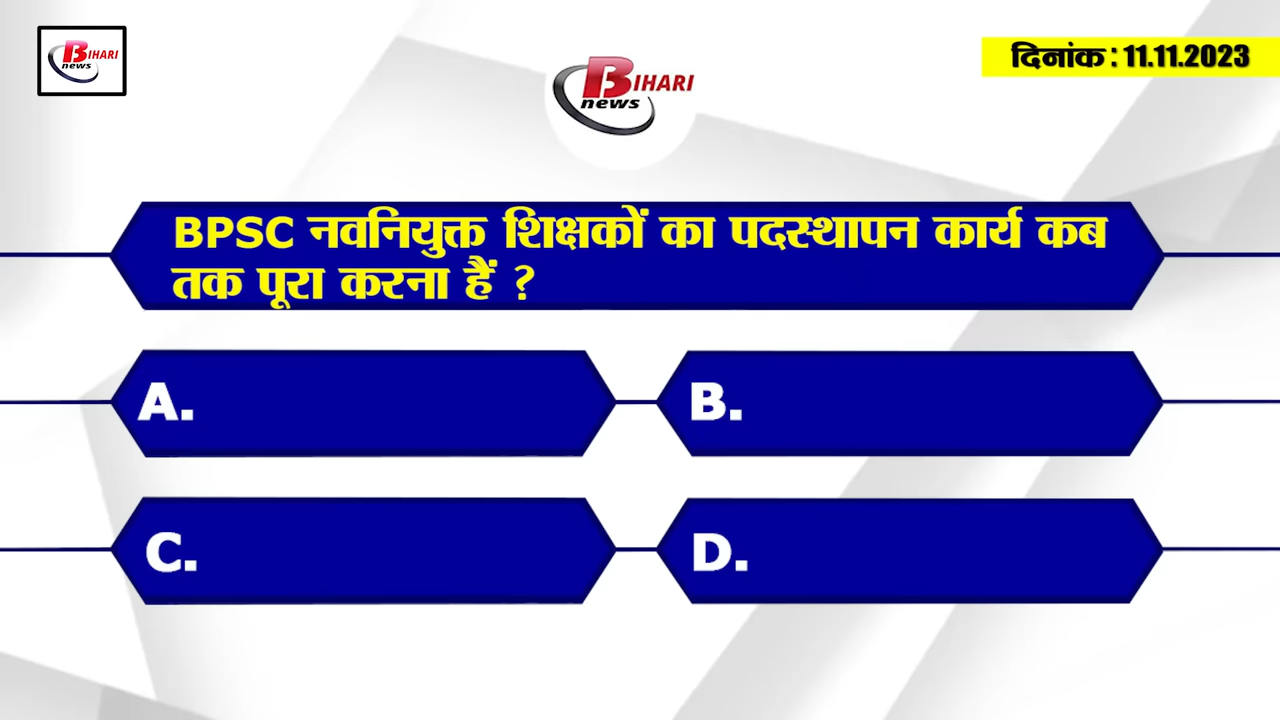 BIHARI
news
दिनांक : 11.11.2023
BIHARI
news
BPSC नवनियुक्त शिक्षकों का पदस्थापन कार्य कब
तक पूरा करना हैं ?
A.
B.
C.
D.